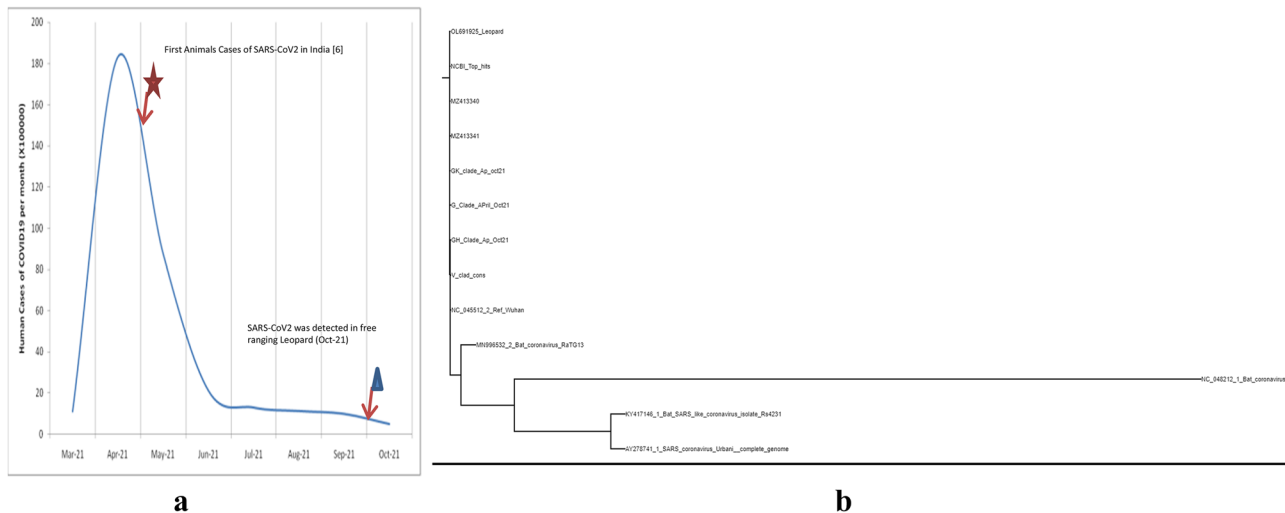 200
180
160
140
120
100
80
60
40
20
0
Human Cases of COVID19 per month (X100000)
First Animals Cases of SARS-CoV2 in India [6]
SARS-CoV2 was detected in free
ranging Leopard (Oct-21)
Mar-21 Apr-21 May-21 Jun-21 Jul-21 Aug-21 Sep-21 Oct-21
a
OL691925_Leopard
NCBI_Top_hits
MZ413340
MZ413341
GK_clade_Ap_oct21
G_Clade_APril_Oct21
GH_Clade_Ap_Oct21
V_clad_cons
NC_045512_2_Ref_Wuhan
MN996532_2_Bat_coronavirus_RaTG13
NC_048212_1_Bat_coronavirus
KY417146_1_Bat_SARS_like_coronavirus_isolate_Rs4231
AY278741_1_SARS_coronavirus_Urbani__complete_genome
b